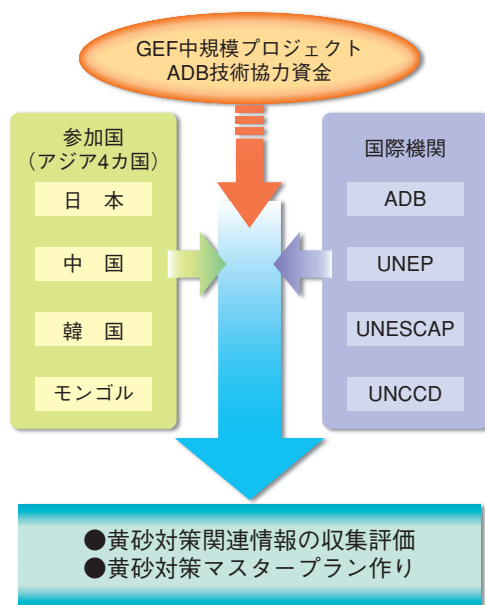 GEF中規模プロジェクト
ADB技術協力資金
参加国
（アジア4カ国）
日　本
中　国
韓　国
モンゴル
国際機関
ADB
UNEP
UNESCAP
UNCCD
●黄砂対策関連情報の収集評価
●黄砂対策マスタープラン作り